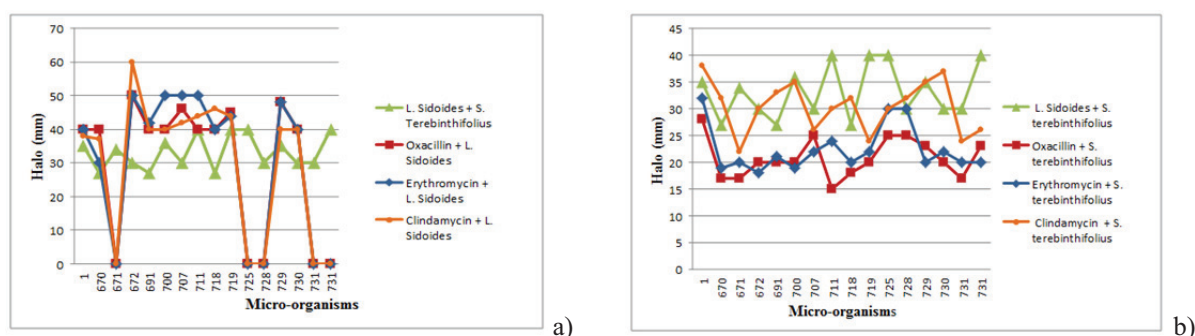 70
60
50
40
30
20
10
0
Halo (mm)
1 670 671 672 691 700 707 711 718 719 725 728 729 730 731 731
Micro-organisms
L. Sidoides + S.
Terebinthifolius
Oxacillin + L.
Sidoides
Erythromycin +
L. Sidoides
Clindamycin + L.
Sidoides
a)
45
40
35
30
25
20
15
10
5
0
Halo (mm)
1 670 671 672 691 700 707 711 718 719 725 728 729 730 731 731
Micro-organisms
L. Sidoides + S.
terebinthifolius
Oxacillin + S.
terebinthifolius
Erythromycin + S.
terebinthifolius
Clindamycin + S.
terebinthifolius
b)